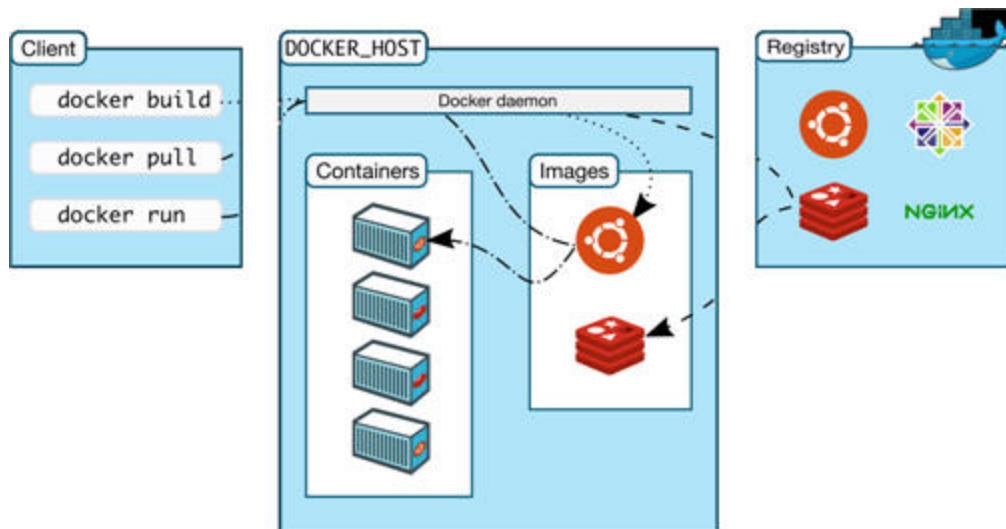 Client
docker build
docker pull
docker run
DOCKER_HOST
Docker daemon
Containers
Images
Registry
NGINX